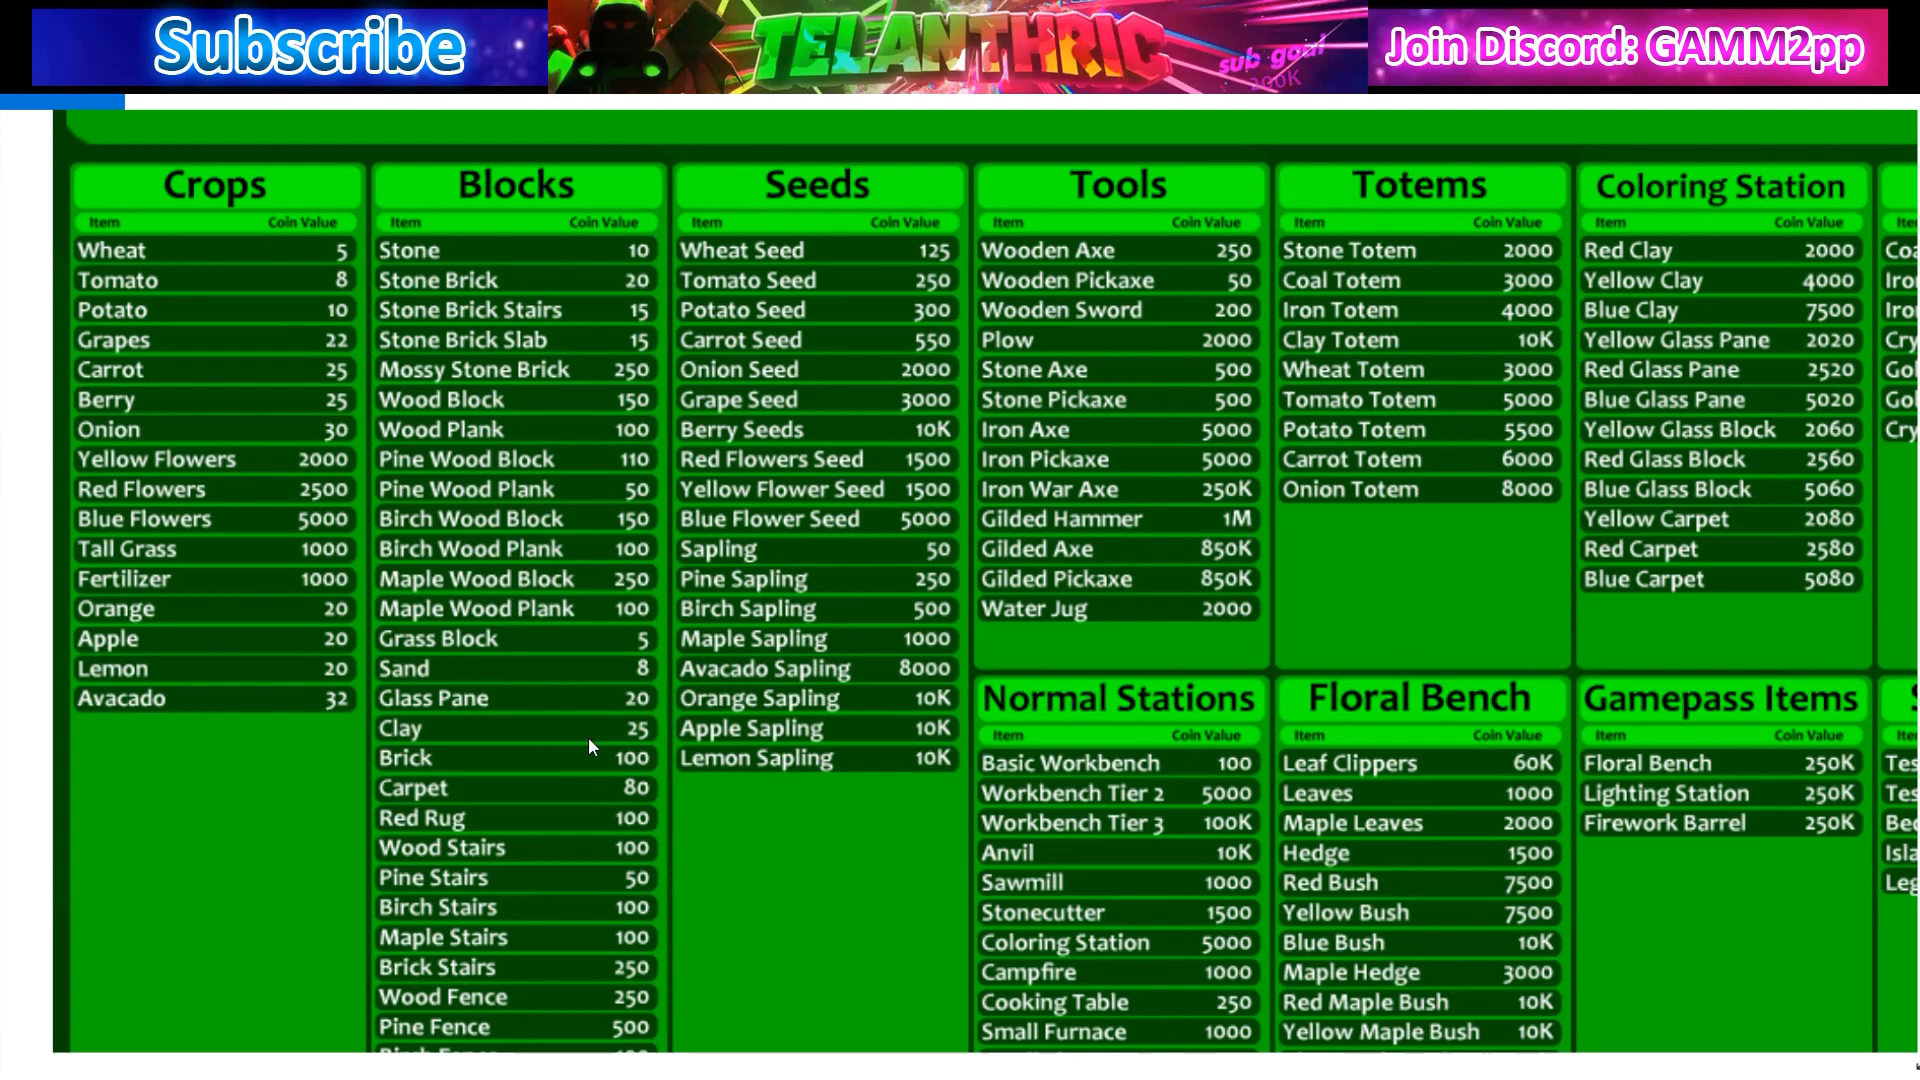 Subscribe
TELANTHRIC
sub goal
200K
Join Discord: GAMM2pp
Crops
Item Coin Value
Wheat 5
Tomato 8
Potato 10
Grapes 22
Carrot 25
Berry 25
Onion 30
Yellow Flowers 2000
Red Flowers 2500
Blue Flowers 5000
Tall Grass 1000
Fertilizer 1000
Orange 20
Apple 20
Lemon 20
Avacado 32
Blocks
Item Coin Value
Stone 10
Stone Brick 20
Stone Brick Stairs 15
Stone Brick Slab 15
Mossy Stone Brick 250
Wood Block 150
Wood Plank 100
Pine Wood Block 110
Pine Wood Plank 50
Birch Wood Block 150
Birch Wood Plank 100
Maple Wood Block 250
Maple Wood Plank 100
Grass Block 5
Sand 8
Glass Pane 20
Clay 25
Brick 100
Carpet 80
Red Rug 100
Wood Stairs 100
Pine Stairs 50
Birch Stairs 100
Maple Stairs 100
Brick Stairs 250
Wood Fence 250
Pine Fence 500
Seeds
Item Coin Value
Wheat Seed 125
Tomato Seed 250
Potato Seed 300
Carrot Seed 550
Onion Seed 2000
Grape Seed 3000
Berry Seeds 10K
Red Flowers Seed 1500
Yellow Flower Seed 1500
Blue Flower Seed 5000
Sapling 50
Pine Sapling 250
Birch Sapling 500
Maple Sapling 1000
Avacado Sapling 8000
Orange Sapling 10K
Apple Sapling 10K
Lemon Sapling 10K
Tools
Item Coin Value
Wooden Axe 250
Wooden Pickaxe 50
Wooden Sword 200
Plow 2000
Stone Axe 500
Stone Pickaxe 500
Iron Axe 5000
Iron Pickaxe 5000
Iron War Axe 250K
Gilded Hammer 1M
Gilded Axe 850K
Gilded Pickaxe 850K
Water Jug 2000
Normal Stations
Item Coin Value
Basic Workbench 100
Workbench Tier 2 5000
Workbench Tier 3 100K
Anvil 10K
Sawmill 1000
Stonecutter 1500
Coloring Station 5000
Campfire 1000
Cooking Table 250
Small Furnace 1000
Totems
Item Coin Value
Stone Totem 2000
Coal Totem 3000
Iron Totem 4000
Clay Totem 10K
Wheat Totem 3000
Tomato Totem 5000
Potato Totem 5500
Carrot Totem 6000
Onion Totem 8000
Floral Bench
Item Coin Value
Leaf Clippers 60K
Leaves 1000
Maple Leaves 2000
Hedge 1500
Red Bush 7500
Yellow Bush 7500
Blue Bush 10K
Maple Hedge 3000
Red Maple Bush 10K
Yellow Maple Bush 10K
Coloring Station
Item Coin Value
Red Clay 2000
Yellow Clay 4000
Blue Clay 7500
Yellow Glass Pane 2020
Red Glass Pane 2520
Blue Glass Pane 5020
Yellow Glass Block 2060
Red Glass Block 2560
Blue Glass Block 5060
Yellow Carpet 2080
Red Carpet 2580
Blue Carpet 5080
Gamepass Items
Item Coin Value
Floral Bench 250K
Lighting Station 250K
Firework Barrel 250K